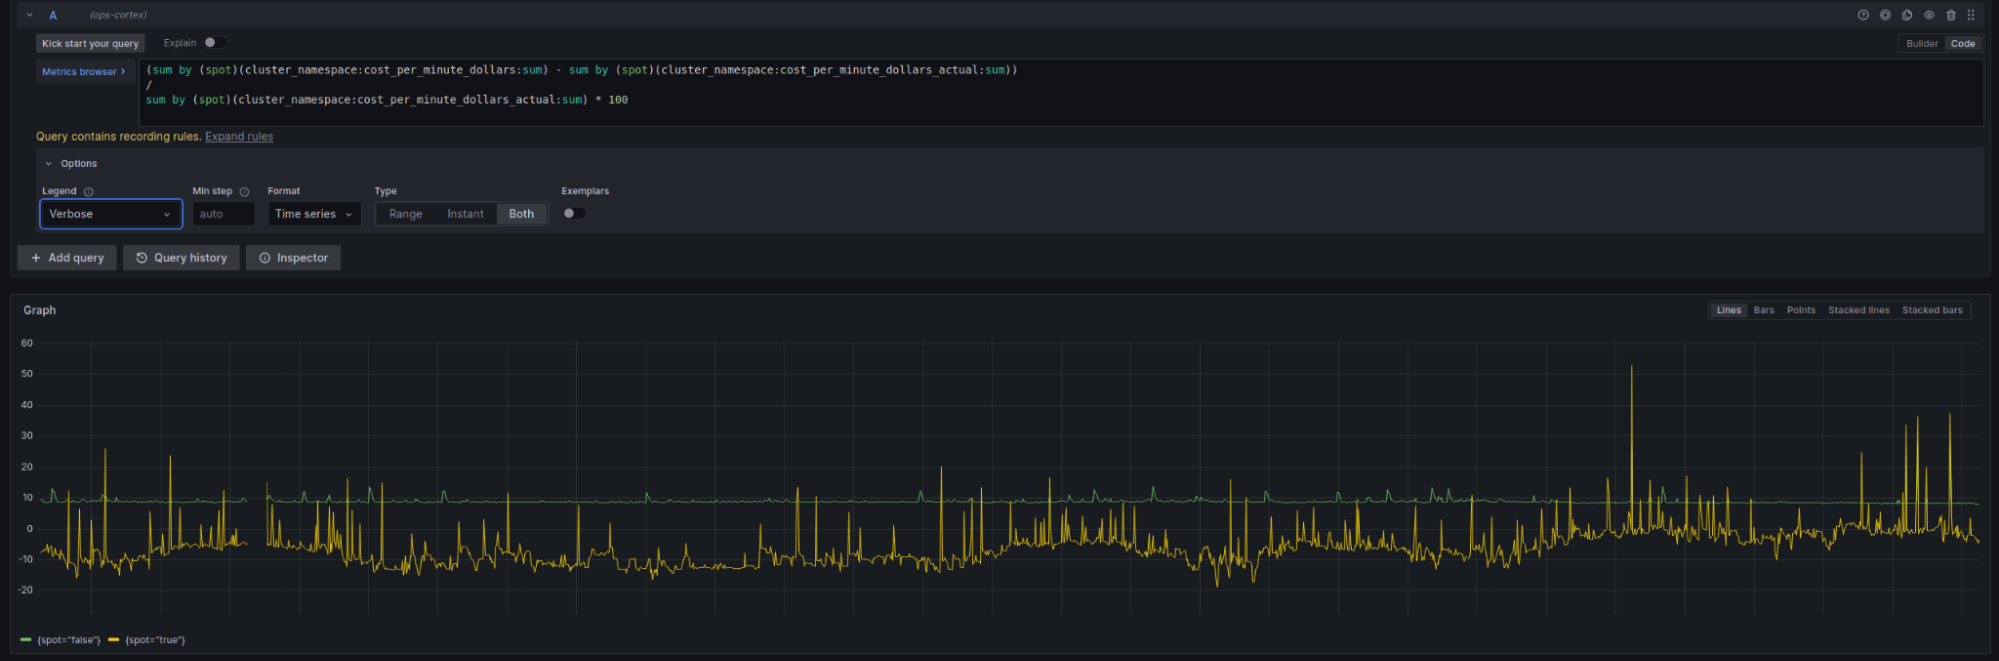 A (ops-cortex)
Kick start your query Explain Builder Code
Metrics browser > (sum by (spot)(cluster_namespace:cost_per_minute_dollars:sum) - sum by (spot)(cluster_namespace:cost_per_minute_dollars_actual:sum))
/
sum by (spot)(cluster_namespace:cost_per_minute_dollars_actual:sum) * 100
Query contains recording rules. Expand rules
Options
Legend Min step Format Type Exemplars
Verbose auto Time series Range Instant Both
+ Add query Query history Inspector
Graph Lines Bars Points Stacked lines Stacked bars
60
50
40
30
20
10
0
-10
-20
{spot="false"} {spot="true"}